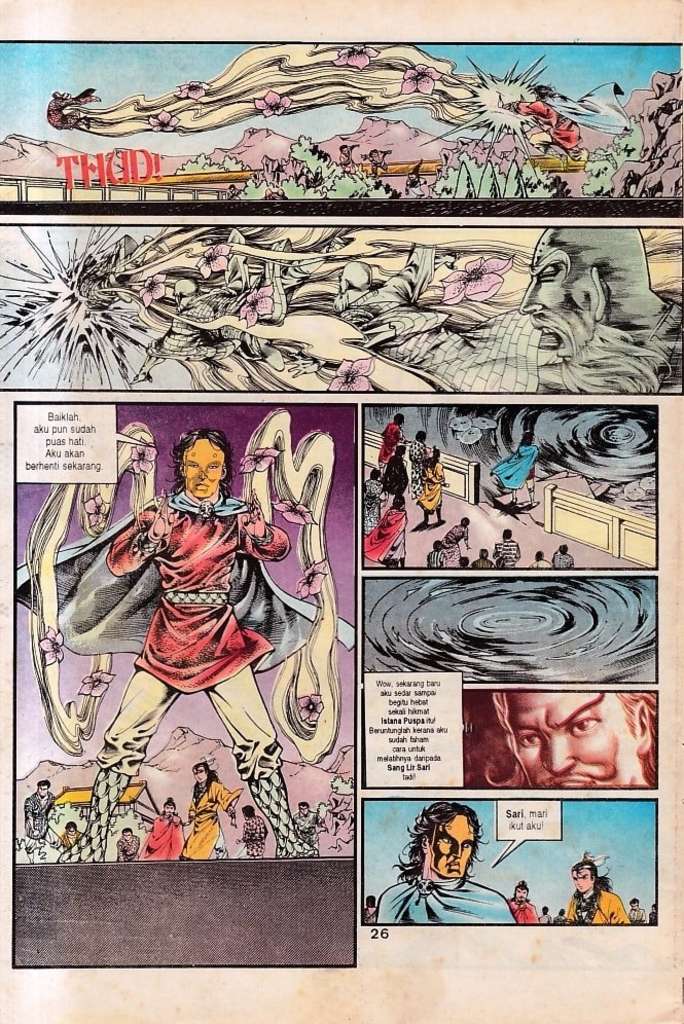 THUD!
Baiklah,
aku pun sudah
puas hati.
Aku akan
berhenti sekarang.
Wow, sekarang baru
aku sedar sampai
begitu hebat
sekali hikmat
Istana Puspa itu!
Beruntunglah kerana aku
sudah faham
cara untuk
melatihnya daripada
Sang Lir Sari
tadi!
Sari, mari
ikut aku!
26